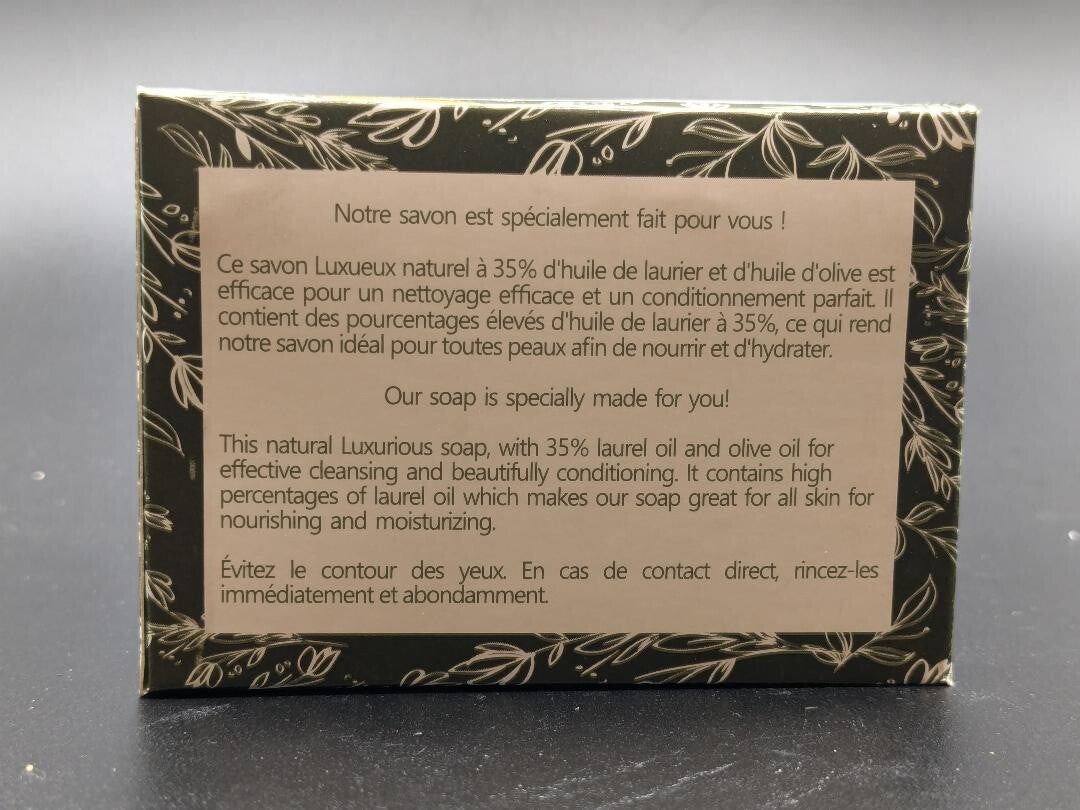 Notre savon est spécialement fait pour vous !
Ce savon Luxueux naturel à 35% d'huile de laurier et d'huile d'olive est
efficace pour un nettoyage efficace et un conditionnement parfait. Il
contient des pourcentages élevés d'huile de laurier à 35%, ce qui rend
notre savon idéal pour toutes peaux afin de nourrir et d'hydrater.
Our soap is specially made for you!
This natural Luxurious soap, with 35% laurel oil and olive oil for
effective cleansing and beautifully conditioning. It contains high
percentages of laurel oil which makes our soap great for all skin for
nourishing and moisturizing.
Évitez le contour des yeux. En cas de contact direct, rincez-les
immédiatement et abondamment.